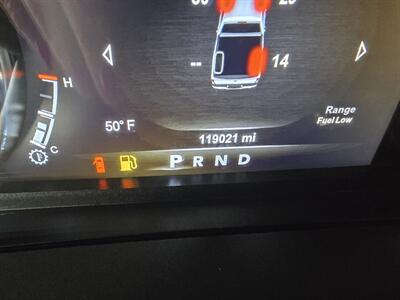 -- 14
H
50° F
Range
Fuel Low
119021 mi
C
P R N D